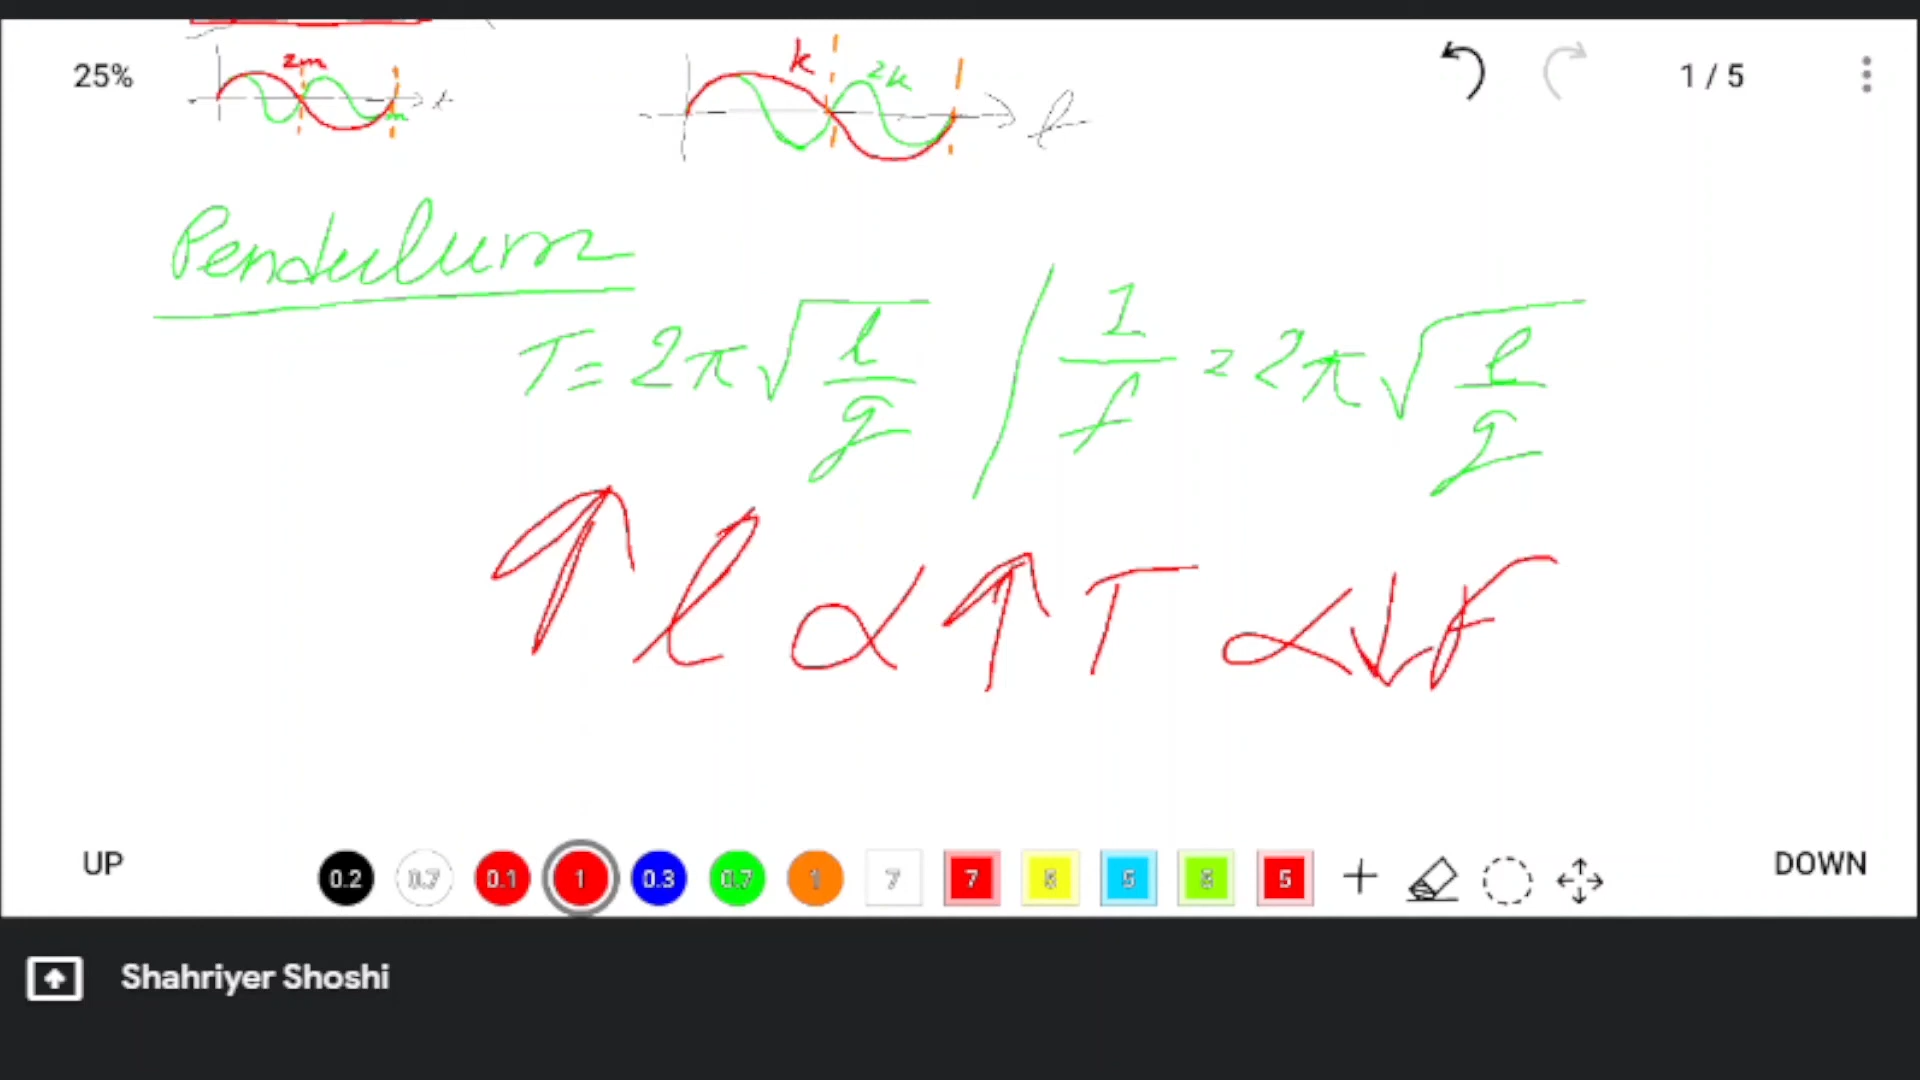 25%
2m
m
t
k
2k
t
1 / 5
Pendulum
T = 2π√(l/g) / 1/f = 2π√(l/g)
↑ l ∝ ↑ T ∝ ↓ F
UP
0.2 0.7 0.1 1 0.3 0.7 1 7 7 8 5 8 5 +
DOWN
Shahriyer Shoshi